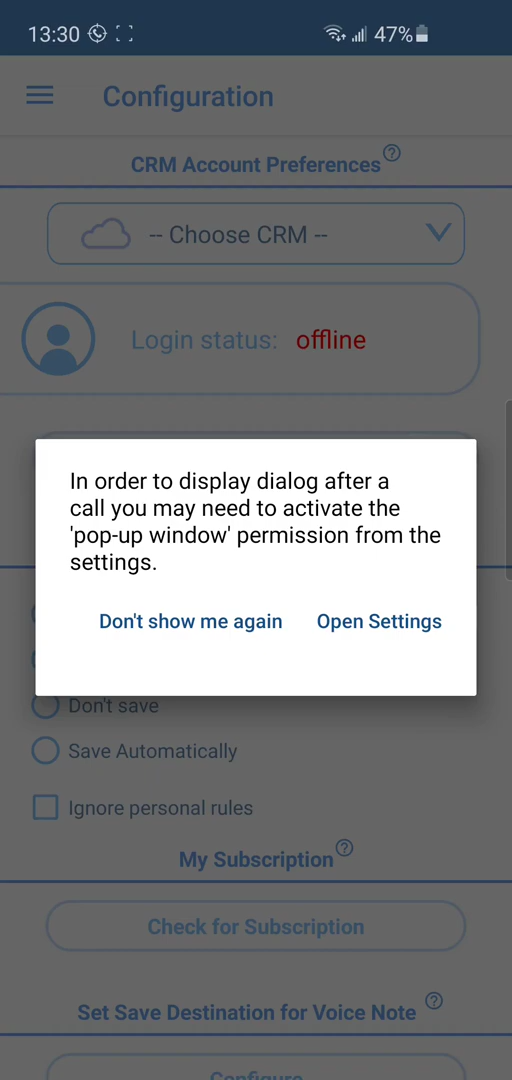 13:30
47%
Configuration
CRM Account Preferences ?
-- Choose CRM --
Login status: offline
In order to display dialog after a
call you may need to activate the
'pop-up window' permission from the
settings.
Don't show me again
Open Settings
Don't save
Save Automatically
Ignore personal rules
My Subscription ?
Check for Subscription
Set Save Destination for Voice Note ?
Configure